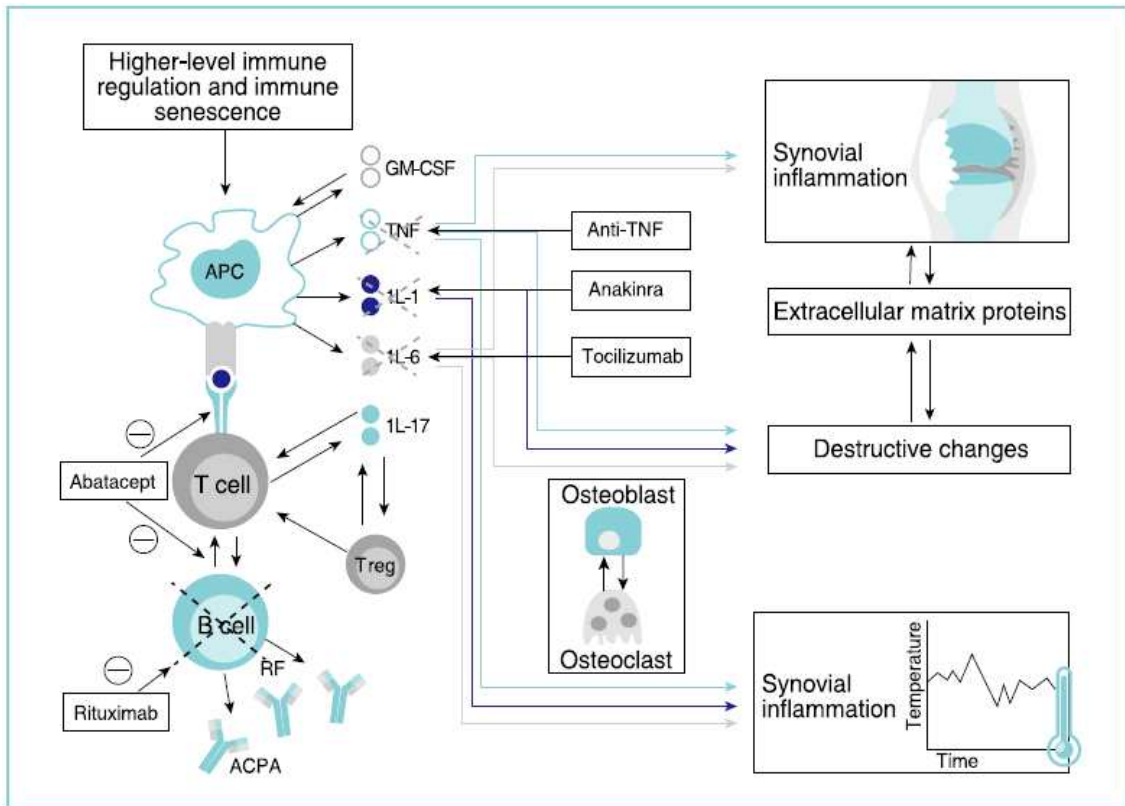 Higher-level immune
regulation and immune
senescence
GM-CSF
TNF
1L-1
1L-6
1L-17
APC
T cell
Treg
B cell
Abatacept
Rituximab
RF
ACPA
Anti-TNF
Anakinra
Tocilizumab
Osteoblast
Osteoclast
Synovial
inflammation
Extracellular matrix proteins
Destructive changes
Synovial
inflammation
Temperature
Time